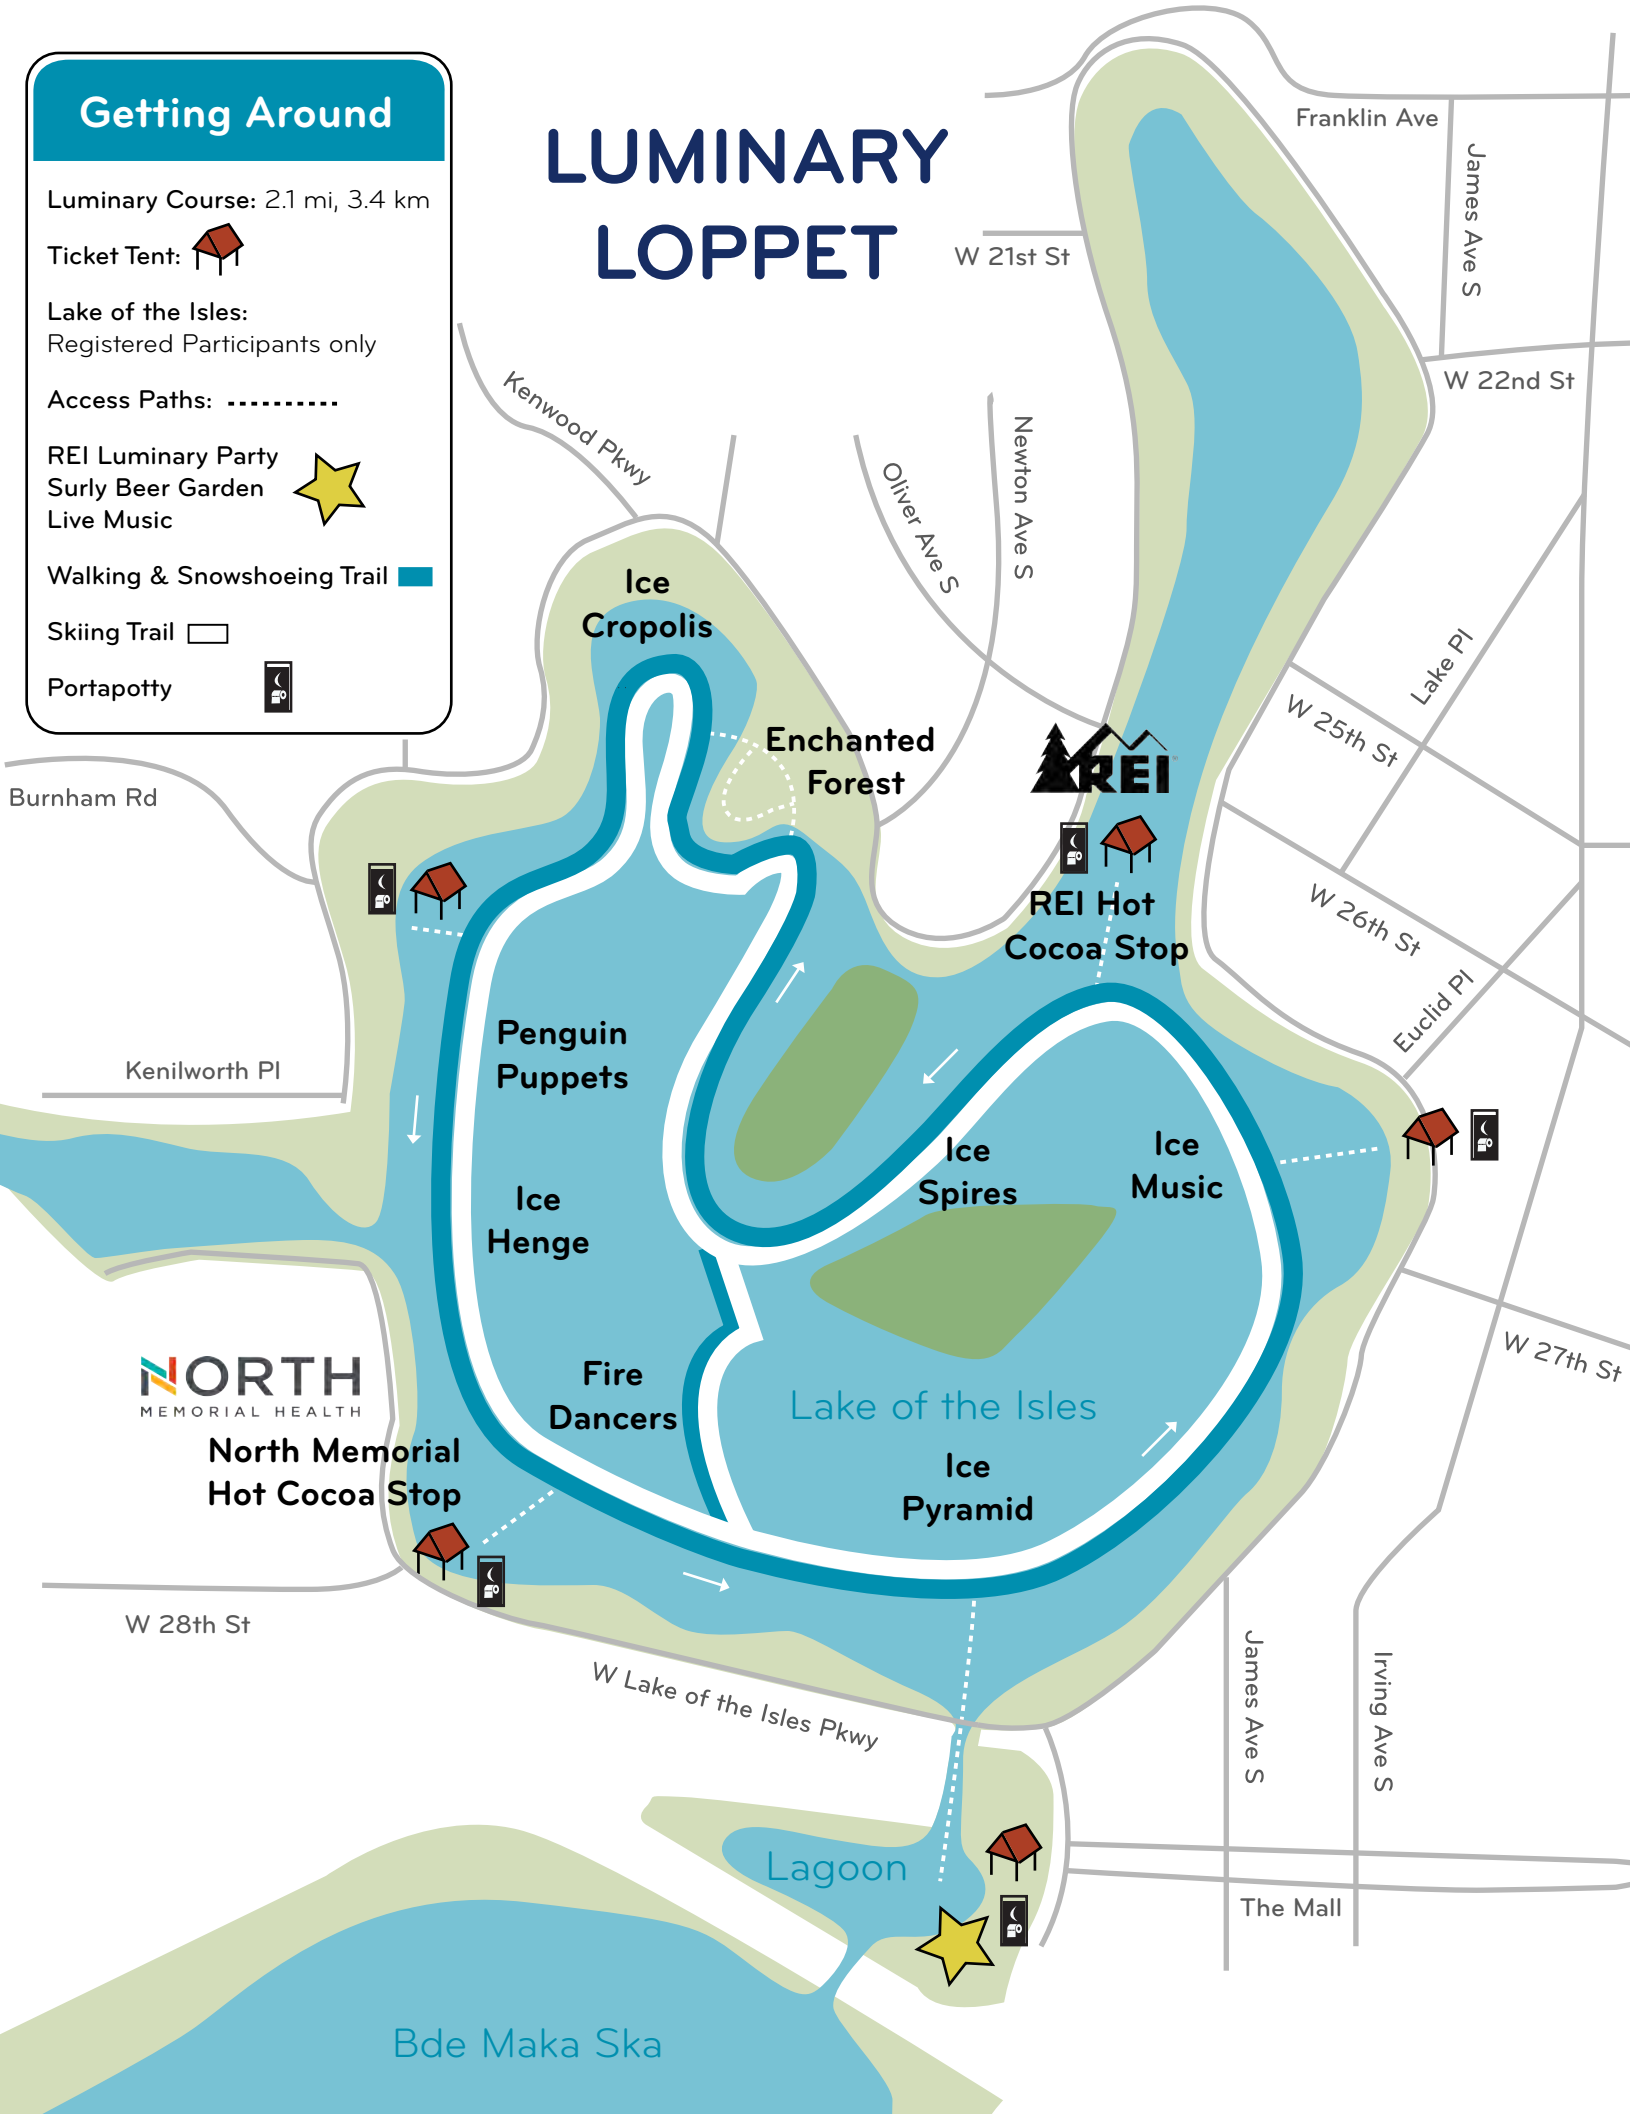 Getting Around
Luminary Course: 2.1 mi, 3.4 km
Ticket Tent:
Lake of the Isles:
Registered Participants only
Access Paths:
REI Luminary Party
Surly Beer Garden
Live Music
Walking & Snowshoeing Trail
Skiing Trail
Portapotty
LUMINARY
LOPPET
Franklin Ave
James Ave S
W 21st St
W 22nd St
Kenwood Pkwy
Oliver Ave S
Newton Ave S
Ice
Cropolis
Lake Pl
W 25th St
Enchanted
Forest
REI
Burnham Rd
REI Hot
Cocoa Stop
W 26th St
Euclid Pl
Penguin
Puppets
Kenilworth Pl
Ice
Spires
Ice
Music
Ice
Henge
W 27th St
NORTH
MEMORIAL HEALTH
North Memorial
Hot Cocoa Stop
Fire
Dancers
Lake of the Isles
Ice
Pyramid
W 28th St
W Lake of the Isles Pkwy
James Ave S
Irving Ave S
Lagoon
The Mall
Bde Maka Ska